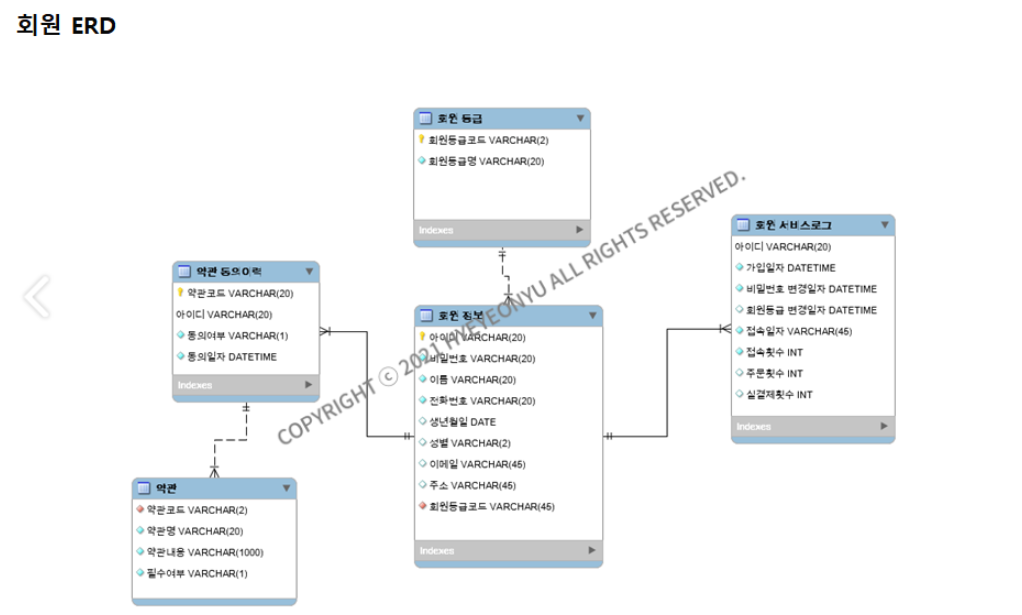 회원 ERD
회원 등급
회원등급코드 VARCHAR(2)
회원등급명 VARCHAR(20)
Indexes
회원 서비스로그
아이디 VARCHAR(20)
가입일자 DATETIME
비밀번호 변경일자 DATETIME
회원등급 변경일자 DATETIME
접속일자 VARCHAR(45)
접속횟수 INT
주문횟수 INT
실결제횟수 INT
Indexes
약관 동의이력
약관코드 VARCHAR(20)
아이디 VARCHAR(20)
동의여부 VARCHAR(1)
동의일자 DATETIME
Indexes
회원 정보
아이디 VARCHAR(20)
비밀번호 VARCHAR(20)
이름 VARCHAR(20)
전화번호 VARCHAR(20)
생년월일 DATE
성별 VARCHAR(2)
이메일 VARCHAR(45)
주소 VARCHAR(45)
회원등급코드 VARCHAR(45)
Indexes
약관
약관코드 VARCHAR(2)
약관명 VARCHAR(20)
약관내용 VARCHAR(1000)
필수여부 VARCHAR(1)
COPYRIGHT ⓒ 2021 HYEYEONYU ALL RIGHTS RESERVED.